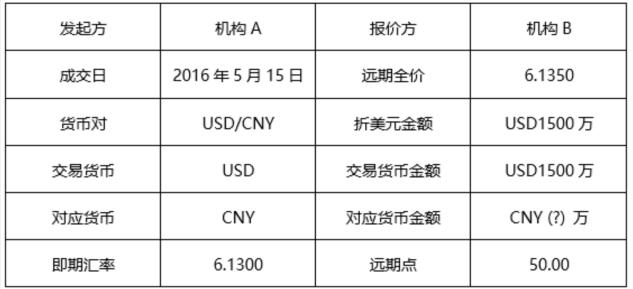 发起方 机构 A 报价方 机构 B
成交日 2016 年 5 月 15 日 远期全价 6.1350
货币对 USD/CNY 折美元金额 USD1500 万
交易货币 USD 交易货币金额 USD1500 万
对应货币 CNY 对应货币金额 CNY (?) 万
即期汇率 6.1300 远期点 50.00